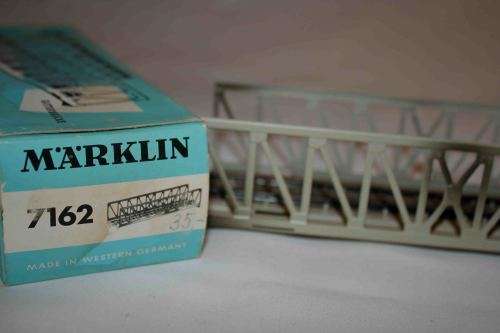 MÄRKLIN
7162
35.-
MADE IN WESTERN GERMANY